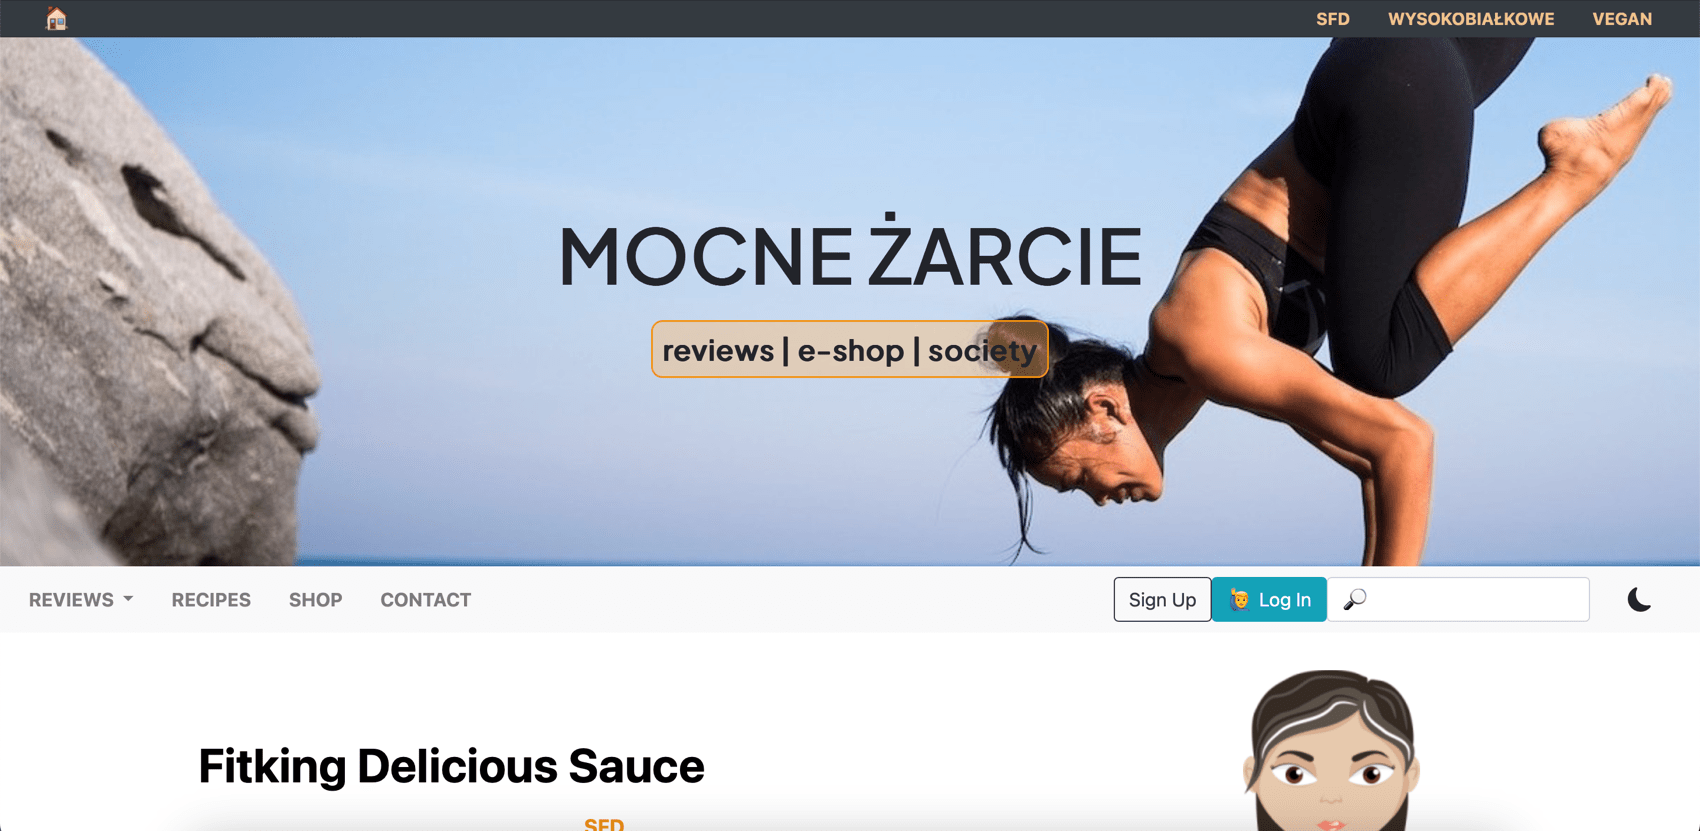 SFD WYSOKOBIAŁKOWE VEGAN
MOCNE ŻARCIE
reviews | e-shop | society
REVIEWS RECIPES SHOP CONTACT Sign Up Log In
Fitking Delicious Sauce
SFD